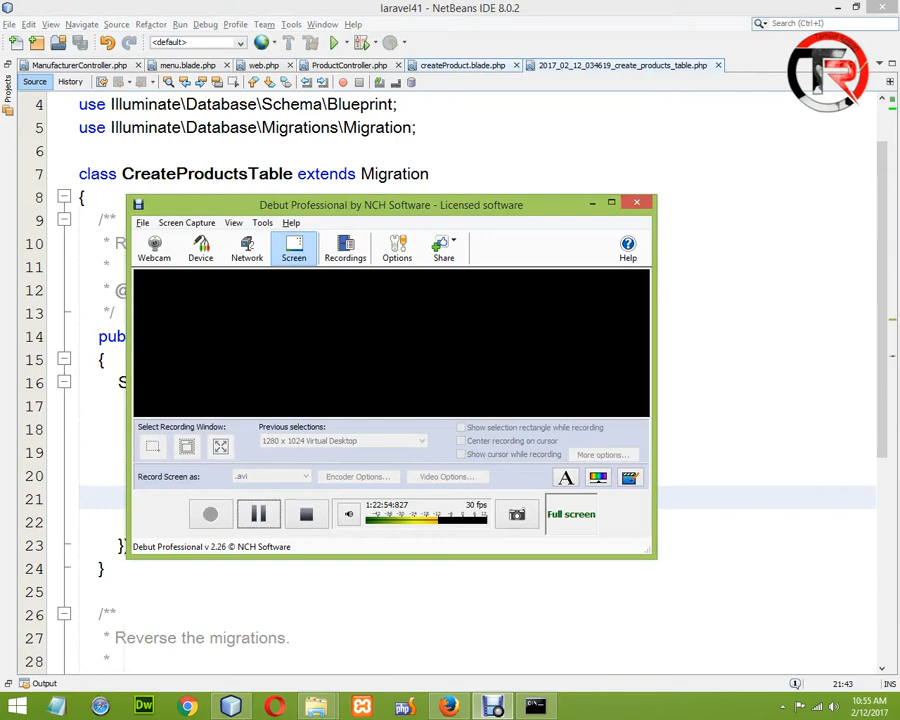 laravel41 - NetBeans IDE 8.0.2
File Edit View Navigate Source Refactor Run Debug Profile Team Tools Window Help
<default>
Search (Ctrl+I)
ManufacturerController.php menu.blade.php web.php ProductController.php createProduct.blade.php 2017_02_12_034619_create_products_table.php
Source History
Projects
TR
4 use Illuminate\Database\Schema\Blueprint;
5 use Illuminate\Database\Migrations\Migration;
6
7 class CreateProductsTable extends Migration
8 {
9 /**
10 * R
11 *
12 * @
13 */
14 pub
15 {
16 S
17
18
19
20
21
22
23 })
24 }
25
26 /**
27 * Reverse the migrations.
28 *
Debut Professional by NCH Software - Licensed software
File Screen Capture View Tools Help
Webcam Device Network Screen Recordings Options Share Help
Select Recording Window: Previous selections:
1280 x 1024 Virtual Desktop
Show selection rectangle while recording
Center recording on cursor
Show cursor while recording More options...
Record Screen as: .avi Encoder Options... Video Options... A
1:22:54:827 30 fps
Full screen
Debut Professional v 2.26 © NCH Software
Output 21:43 INS
Dw php
10:55 AM
2/12/2017